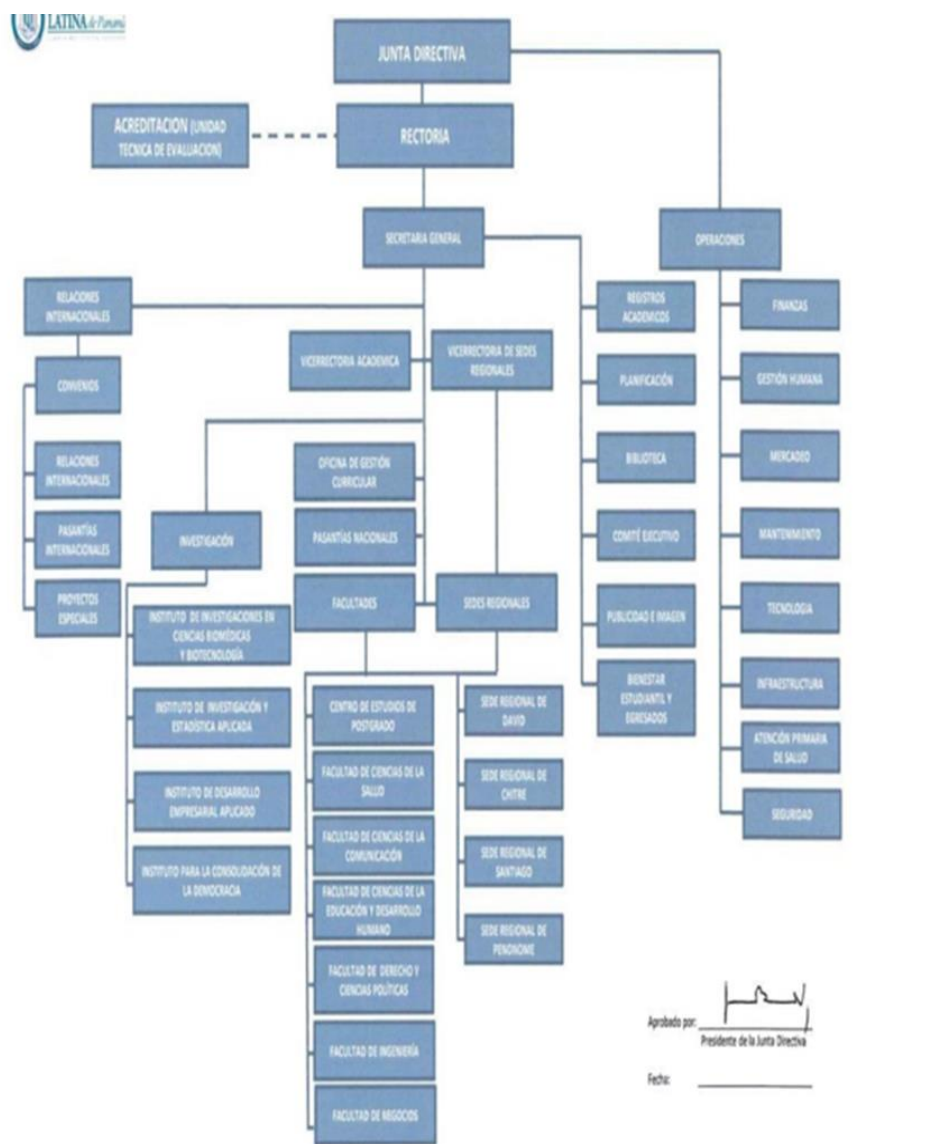 LATINA de Panamá
JUNTA DIRECTIVA
ACREDITACION (UNIDAD
TECNICA DE EVALUACION)
RECTORIA
SECRETARIA GENERAL
OPERACIONES
RELACIONES
INTERNACIONALES
CONVENIOS
RELACIONES
INTERNACIONALES
PASANTÍAS
INTERNACIONALES
PROYECTOS
ESPECIALES
VICERRECTORIA ACADEMICA
VICERRECTORIA DE SEDES
REGIONALES
INVESTIGACIÓN
INSTITUTO DE INVESTIGACIONES EN
CIENCIAS BIOMÉDICAS
Y BIOTECNOLOGÍA
INSTITUTO DE INVESTIGACIÓN Y
ESTADÍSTICA APLICADA
INSTITUTO DE DESARROLLO
EMPRESARIAL APLICADO
INSTITUTO PARA LA CONSOLIDACIÓN DE
LA DEMOCRACIA
OFICINA DE GESTIÓN
CURRICULAR
PASANTÍAS NACIONALES
FACULTADES
SEDES REGIONALES
CENTRO DE ESTUDIOS DE
POSTGRADO
FACULTAD DE CIENCIAS DE LA
SALUD
FACULTAD DE CIENCIAS DE LA
COMUNICACIÓN
FACULTAD DE CIENCIAS DE LA
EDUCACIÓN Y DESARROLLO
HUMANO
FACULTAD DE DERECHO Y
CIENCIAS POLÍTICAS
FACULTAD DE INGENIERÍA
FACULTAD DE NEGOCIOS
SEDE REGIONAL DE
DAVID
SEDE REGIONAL DE
CHITRE
SEDE REGIONAL DE
SANTIAGO
SEDE REGIONAL DE
PENONOME
REGISTROS
ACADEMICOS
PLANIFICACIÓN
BIBLIOTECA
COMITÉ EXECUTIVO
PUBLICIDAD E IMAGEN
BIENESTAR
ESTUDIANTIL Y
EGRESADOS
FINANZAS
GESTIÓN HUMANA
MERCADEO
MANTENIMIENTO
TECNOLOGIA
INFRAESTRUCTURA
ATENCIÓN PRIMARIA
DE SALUD
SEGURIDAD
Aprobado por:
Presidente de la Junta Directiva
Fecha: